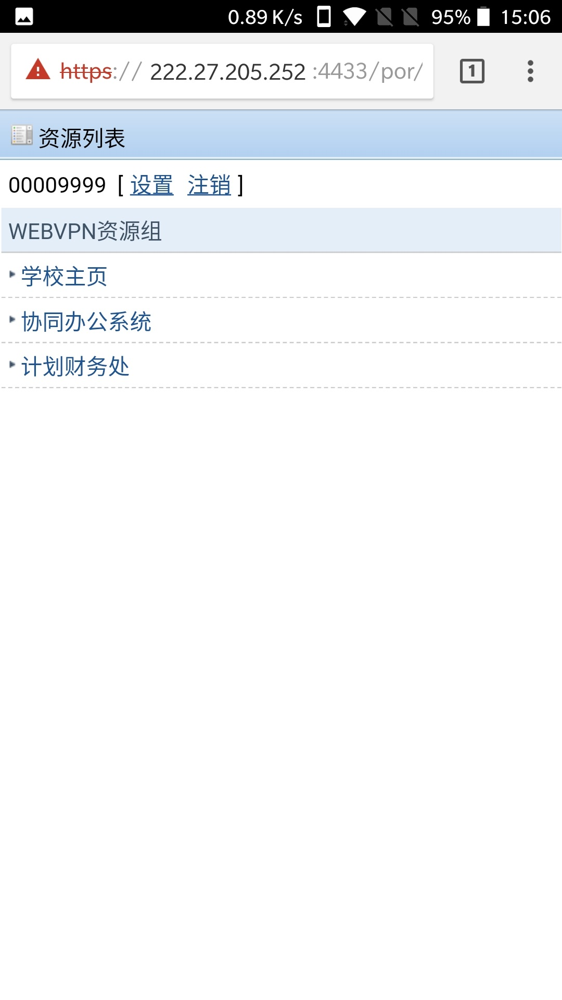 0.89 K/s 95% 15:06
https://222.27.205.252:4433/por/ 1
资源列表
00009999 [ 设置 注销 ]
WEBVPN资源组
学校主页
协同办公系统
计划财务处